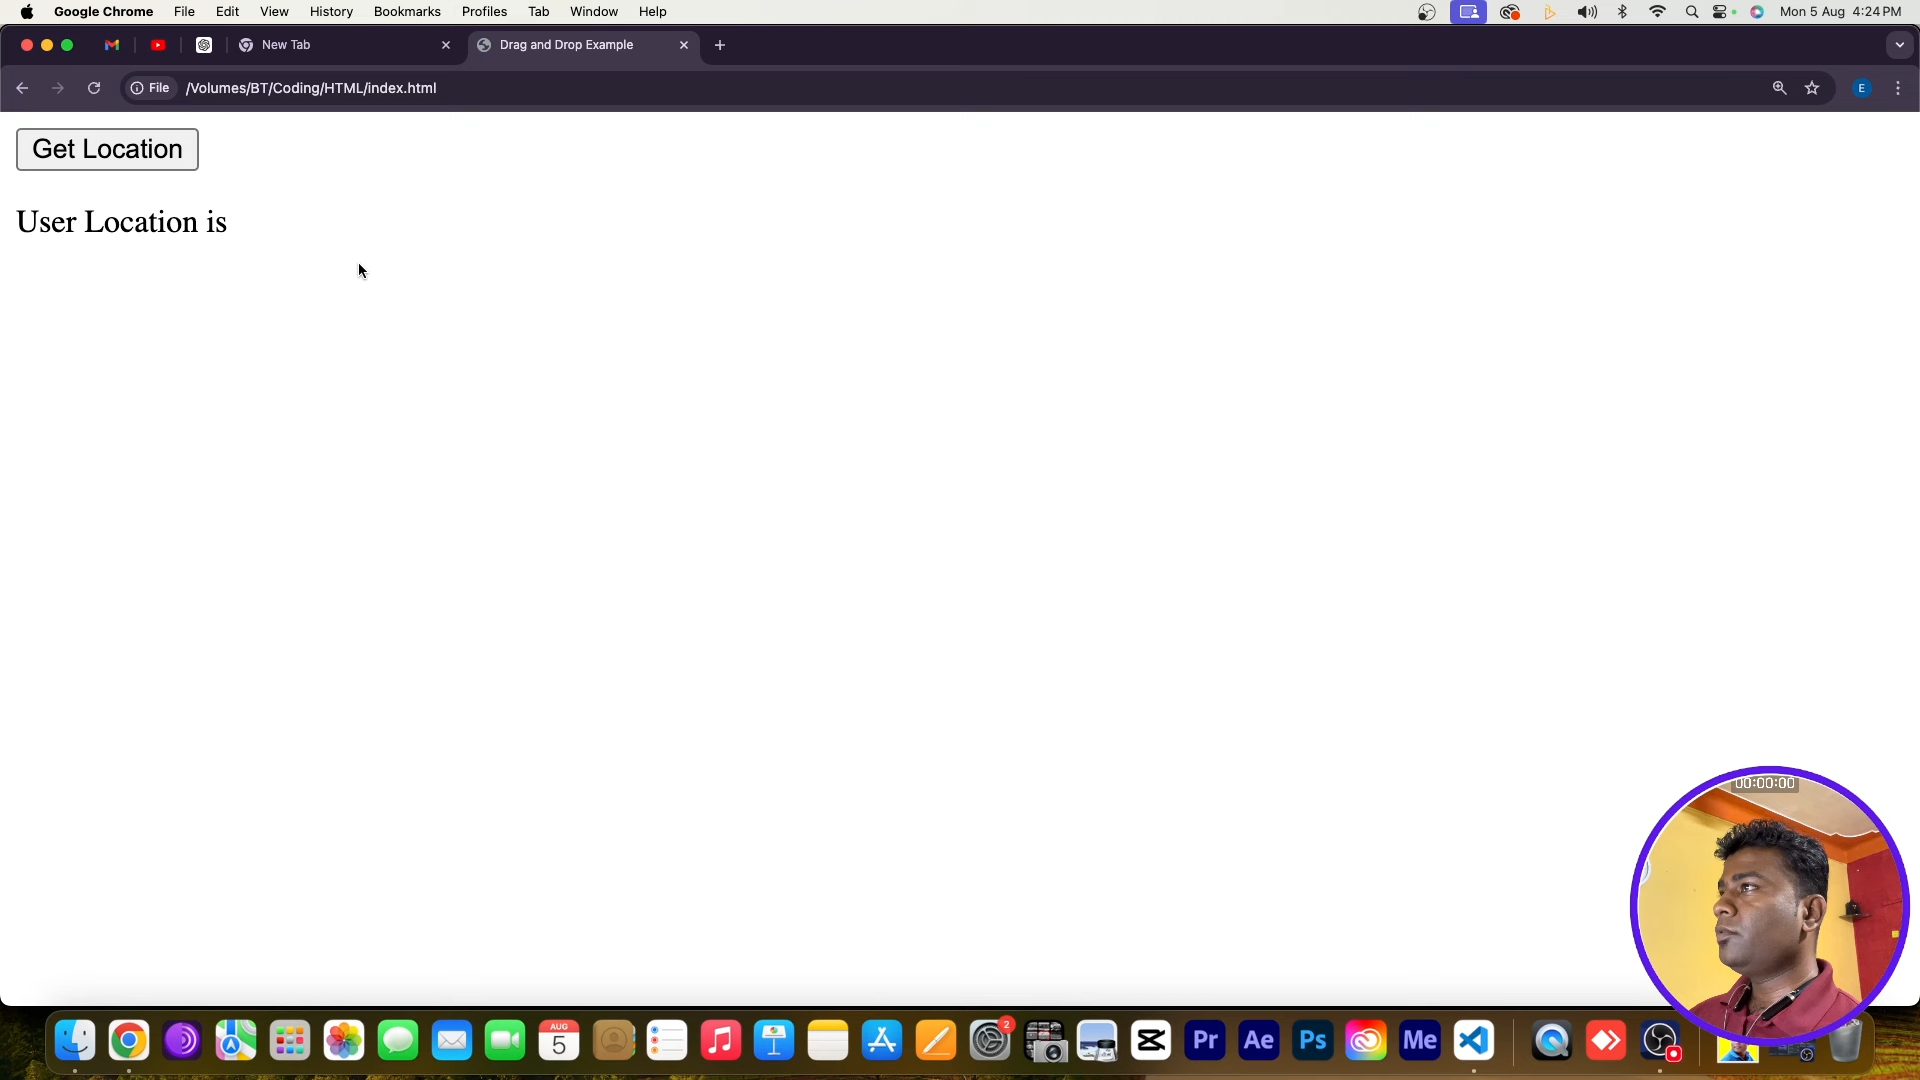 Google Chrome File Edit View History Bookmarks Profiles Tab Window Help Mon 5 Aug 4:24 PM
New Tab Drag and Drop Example
File /Volumes/BT/Coding/HTML/index.html E
Get Location
User Location is
00:00:00
AUG
5
2
Pr Ae Ps Me